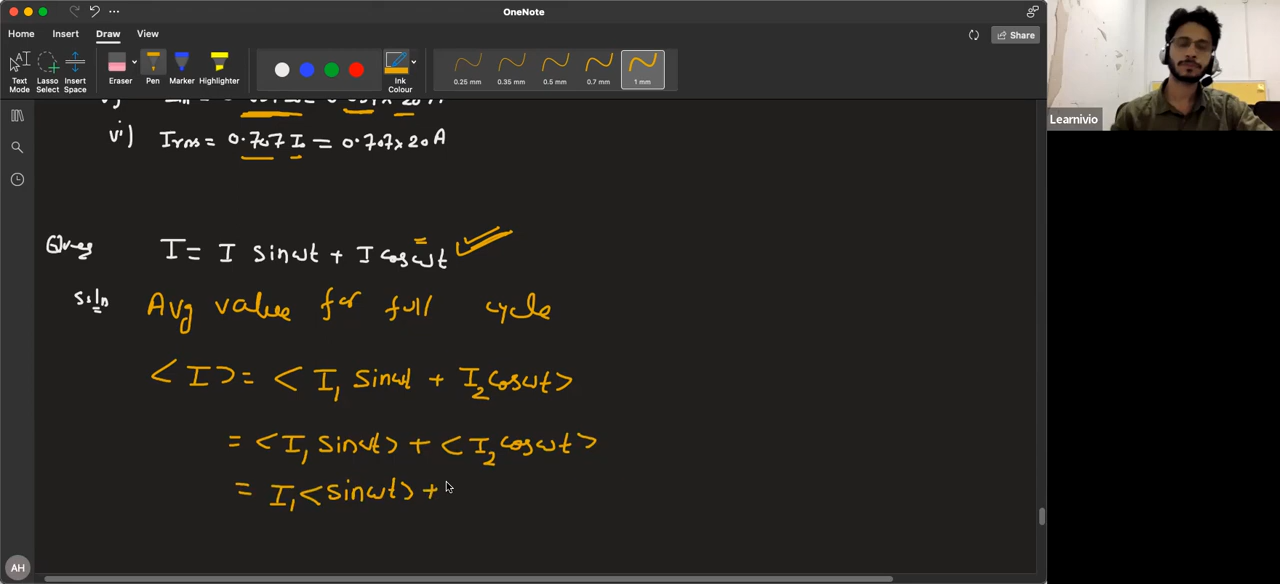 OneNote
Home Insert Draw View
Share
Text Mode
Lasso Select
Insert Space
Eraser
Pen
Marker
Highlighter
Ink Colour
0.25 mm
0.35 mm
0.5 mm
0.7 mm
1 mm
Learnivio
vi) Irms = 0.707 I₀ = 0.707×20A
Ques I = I sinωt + I cosωt
Soln Avg value for full cycle
<I> = <I₁ sinωt + I₂ cosωt>
= <I₁ sinωt> + <I₂ cosωt>
= I₁<sinωt> +
AH